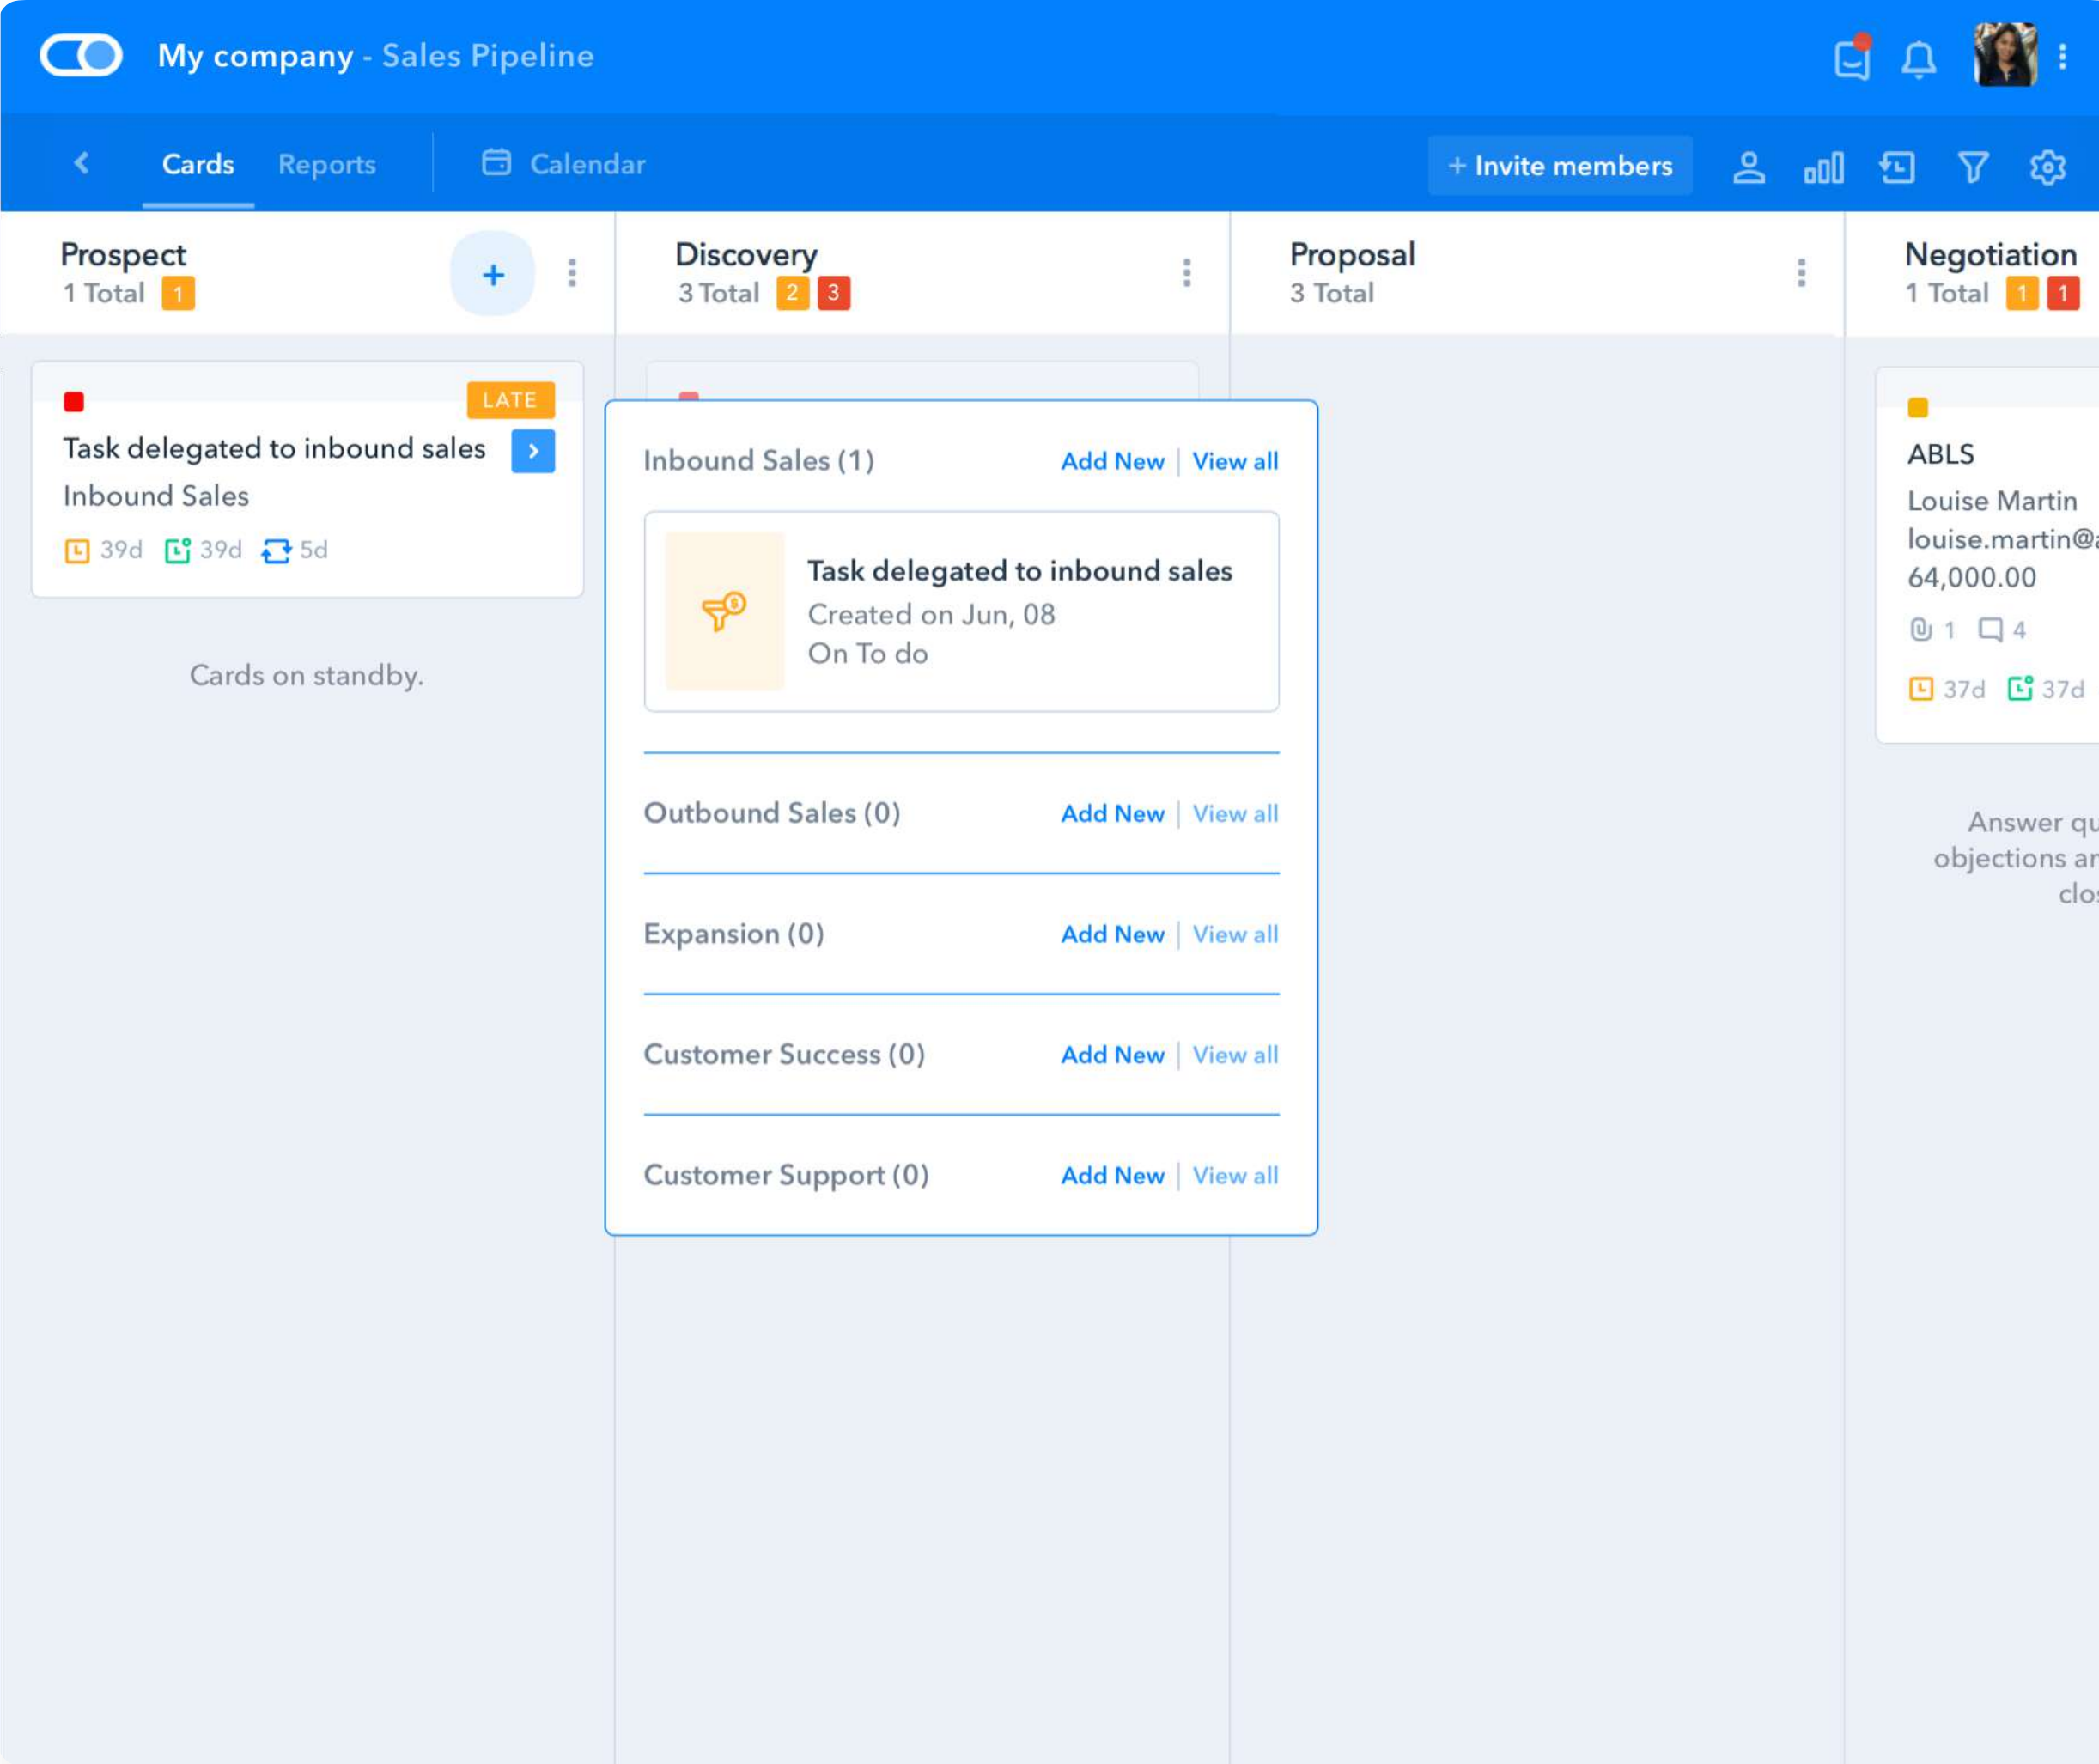 My company - Sales Pipeline
Cards Reports Calendar + Invite members
Prospect
1 Total 1
Discovery
3 Total 2 3
Proposal
3 Total
Negotiation
1 Total 1 1
LATE
Task delegated to inbound sales
Inbound Sales
39d 39d 5d
Cards on standby.
Inbound Sales (1) Add New | View all
Task delegated to inbound sales
Created on Jun, 08
On To do
Outbound Sales (0) Add New | View all
Expansion (0) Add New | View all
Customer Success (0) Add New | View all
Customer Support (0) Add New | View all
ABLS
Louise Martin
louise.martin@
64,000.00
1 4
37d 37d
Answer
objections